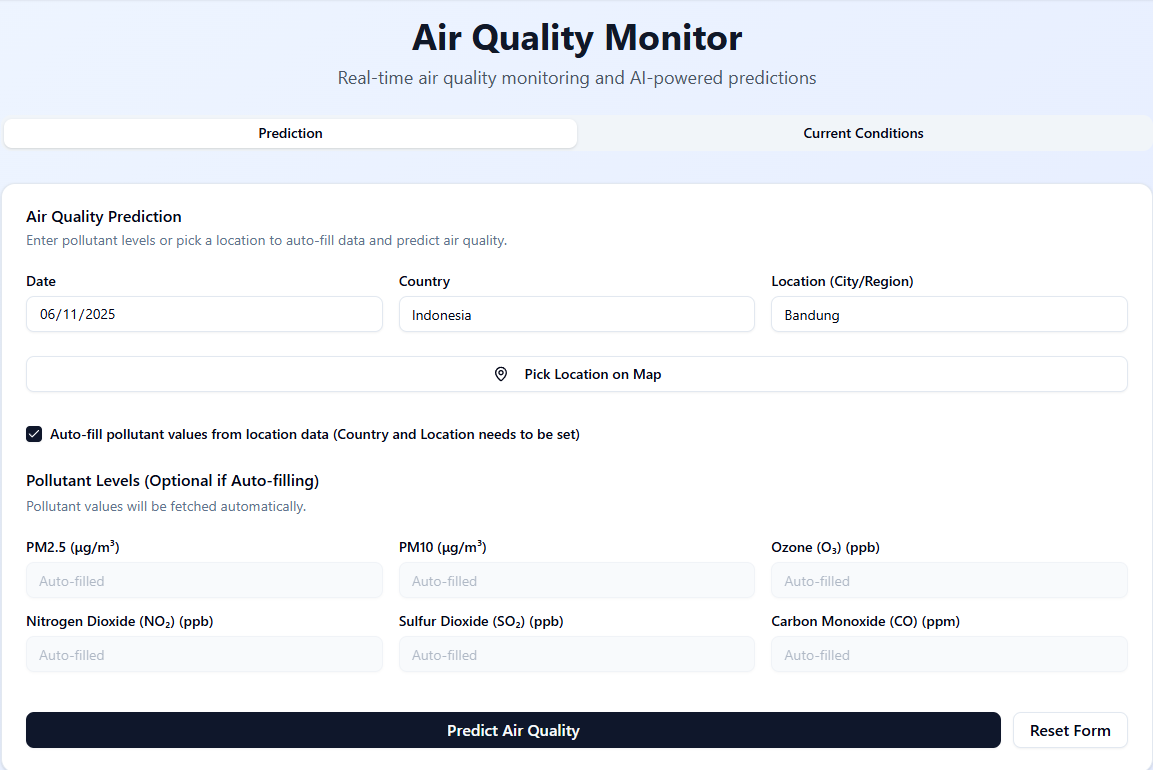 Air Quality Monitor
Real-time air quality monitoring and AI-powered predictions
Prediction
Current Conditions
Air Quality Prediction
Enter pollutant levels or pick a location to auto-fill data and predict air quality.
Date
Country
Location (City/Region)
06/11/2025
Indonesia
Bandung
Pick Location on Map
Auto-fill pollutant values from location data (Country and Location needs to be set)
Pollutant Levels (Optional if Auto-filling)
Pollutant values will be fetched automatically.
PM2.5 (µg/m³)
PM10 (µg/m³)
Ozone (O₃) (ppb)
Auto-filled
Auto-filled
Auto-filled
Nitrogen Dioxide (NO₂) (ppb)
Sulfur Dioxide (SO₂) (ppb)
Carbon Monoxide (CO) (ppm)
Auto-filled
Auto-filled
Auto-filled
Predict Air Quality
Reset Form